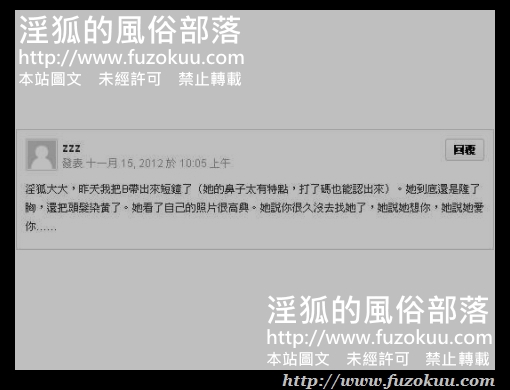 淫狐的風俗部落
http://www.fuzokuu.com
本站圖文　未經許可　禁止轉載
zzz
回覆
發表 十一月 15, 2012 於 10:05 上午
淫狐大大，昨天我把B帶出來短鐘了（她的鼻子太有特點，打了碼也能認出來）。她到底還是隆了
胸，還把頭髮染黃了。她看了自己的照片很高興。她說你很久沒去找她了，她說她想你，她說她愛
你……
淫狐的風俗部落
http://www.fuzokuu.com
本站圖文　未經許可　禁止轉載
http://www.fuzokuu.com